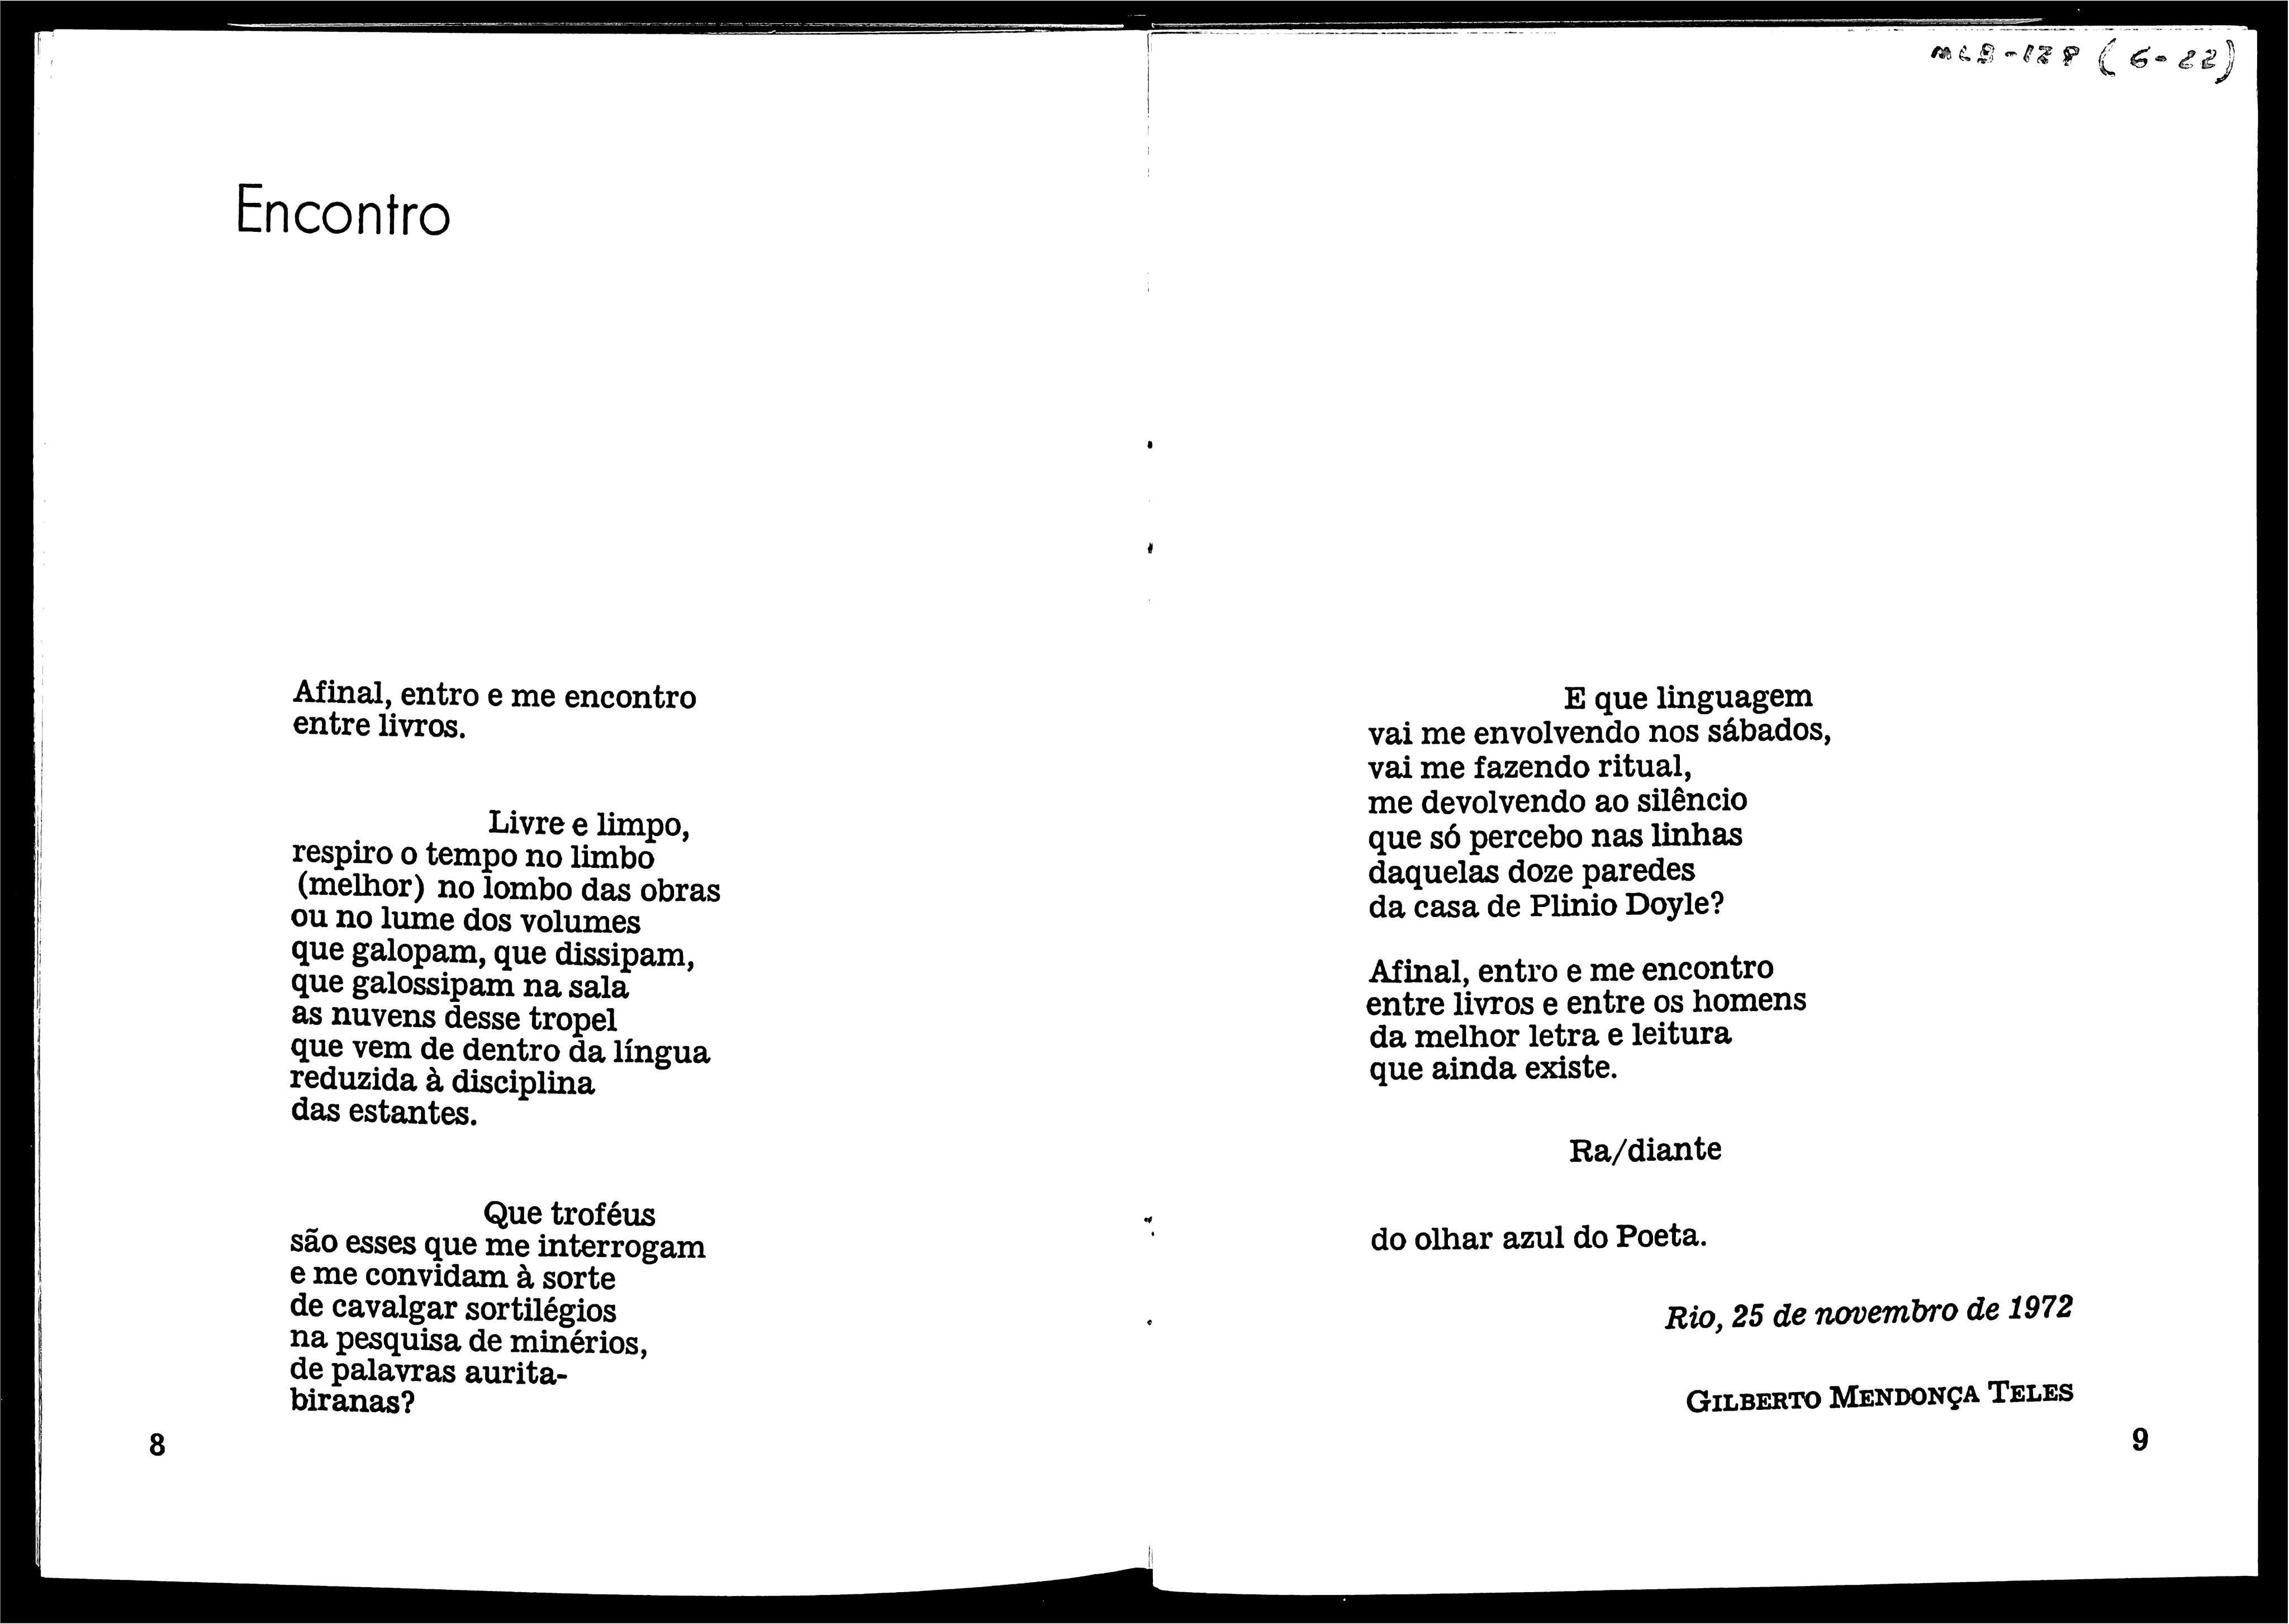 Encontro
Afinal, entro e me encontro
entre livros.
Livre e limpo,
respiro o tempo no limbo
(melhor) no lombo das obras
ou no lume dos volumes
que galopam, que dissipam,
que galossipam na sala
as nuvens desse tropel
que vem de dentro da língua
reduzida à disciplina
das estantes.
Que troféus
são esses que me interrogam
e me convidam à sorte
de cavalgar sortilégios
na pesquisa de minérios,
de palavras aurita-
biranas?
8
(6-22)
E que linguagem
vai me envolvendo nos sábados,
vai me fazendo ritual,
me devolvendo ao silêncio
que só percebo nas linhas
daquelas doze paredes
da casa de Plinio Doyle?
Afinal, entro e me encontro
entre livros e entre os homens
da melhor letra e leitura
que ainda existe.
Ra/diante
do olhar azul do Poeta.
Rio, 25 de novembro de 1972
GILBERTO MENDONÇA TELES
9